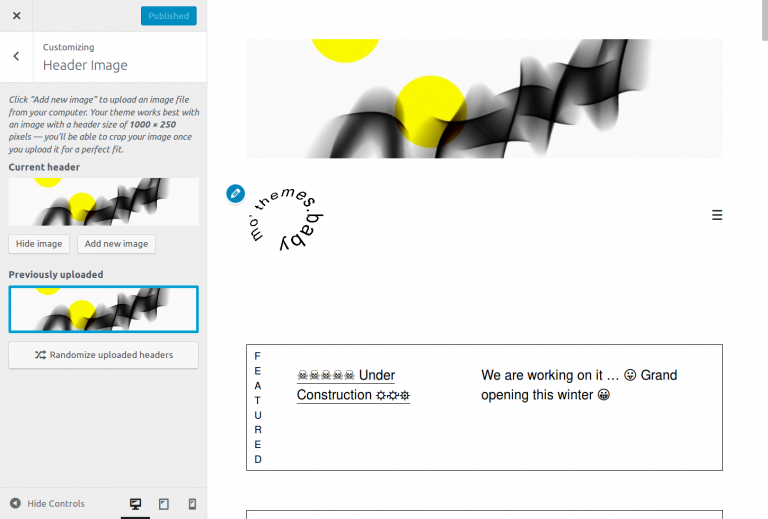 Published
Customizing
Header Image
Click “Add new image” to upload an image file
from your computer. Your theme works best with
an image with a header size of 1000 × 250
pixels — you’ll be able to crop your image once
you upload it for a perfect fit.
Current header
Hide image
Add new image
Previously uploaded
Randomize uploaded headers
Hide Controls
mo' themes.baby
FEATURED
☠☠☠☠☠ Under
Construction ⛭⛭⛭
We are working on it … 😜 Grand
opening this winter 😀